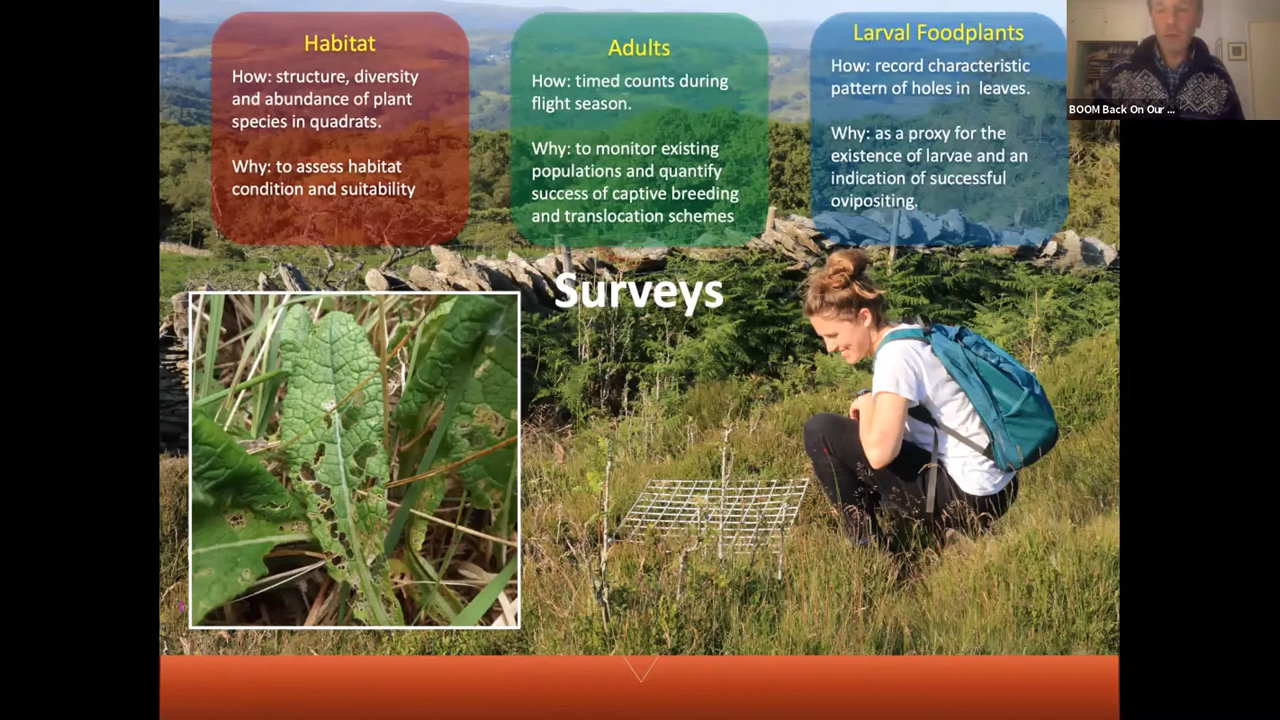 Habitat
How: structure, diversity
and abundance of plant
species in quadrats.
Why: to assess habitat
condition and suitability
Adults
How: timed counts during
flight season.
Why: to monitor existing
populations and quantify
success of captive breeding
and translocation schemes
Larval Foodplants
How: record characteristic
pattern of holes in leaves.
Why: as a proxy for the
existence of larvae and an
indication of successful
ovipositing.
BOOM Back On Our ...
Surveys